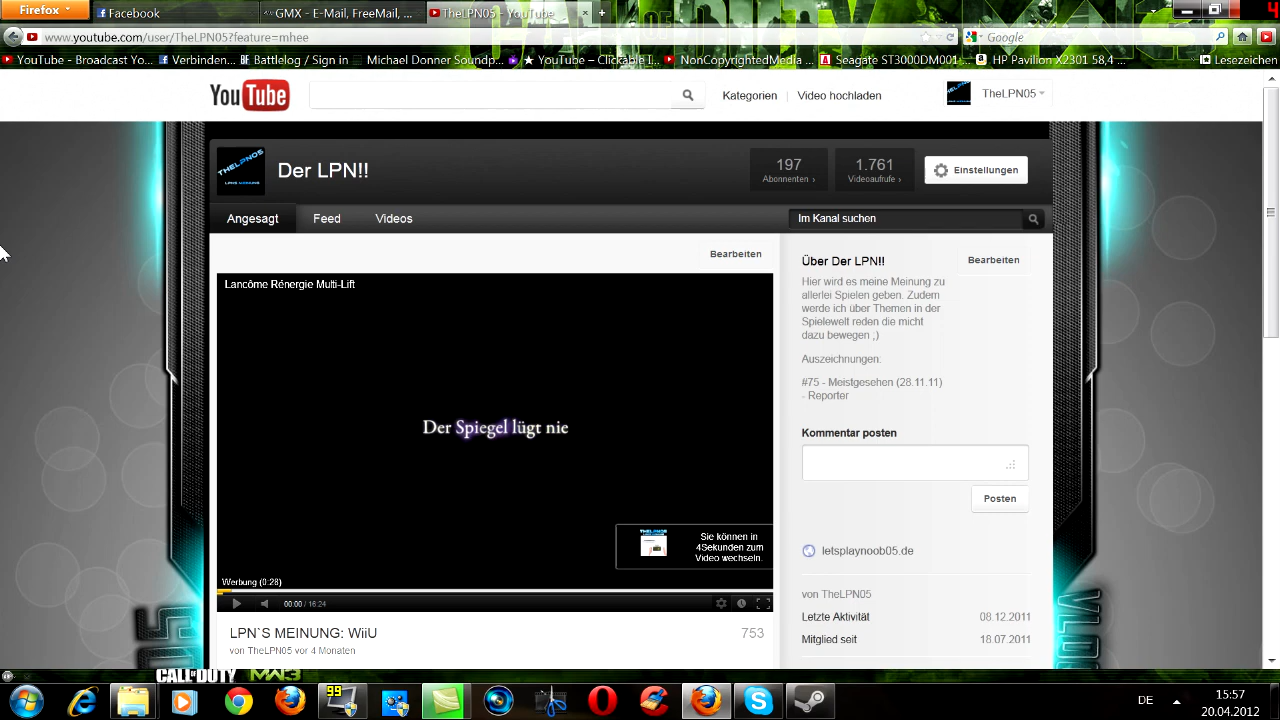 Firefox
Facebook
GMX - E-Mail, FreeMail, ...
TheLPN05 - YouTube
4
www.youtube.com/user/TheLPN05?feature=mhee
Google
YouTube - Broadcast Yo...
Verbinden...
Battlelog / Sign in
Michael Donner Soundp...
YouTube – Clickable I...
NonCopyrightedMedia ...
Seagate ST3000DM001 ...
HP Pavilion X2301 58,4 ...
Lesezeichen
YouTube
Kategorien
Video hochladen
TheLPN05
THELPN05
Der LPN!!
197
Abonnenten
1.761
Videoaufrufe
Einstellungen
Angesagt
Feed
Videos
Im Kanal suchen
Bearbeiten
Lancôme Rénergie Multi-Lift
Der Spiegel lügt nie
Sie können in
4Sekunden zum
Video wechseln.
Werbung (0:28)
00:00 / 16:24
LPN`S MEINUNG: WiiU
753
von TheLPN05 vor 4 Monaten
Über Der LPN!!
Bearbeiten
Hier wird es meine Meinung zu
allerlei Spielen geben. Zudem
werde ich über Themen in der
Spielewelt reden die micht
dazu bewegen ;)
Auszeichnungen:
#75 - Meistgesehen (28.11.11)
- Reporter
Kommentar posten
Posten
letsplaynoob05.de
von TheLPN05
Letzte Aktivität
08.12.2011
Mitglied seit
18.07.2011
CALL OF DUTY MW3
99
DE
15:57
20.04.2012